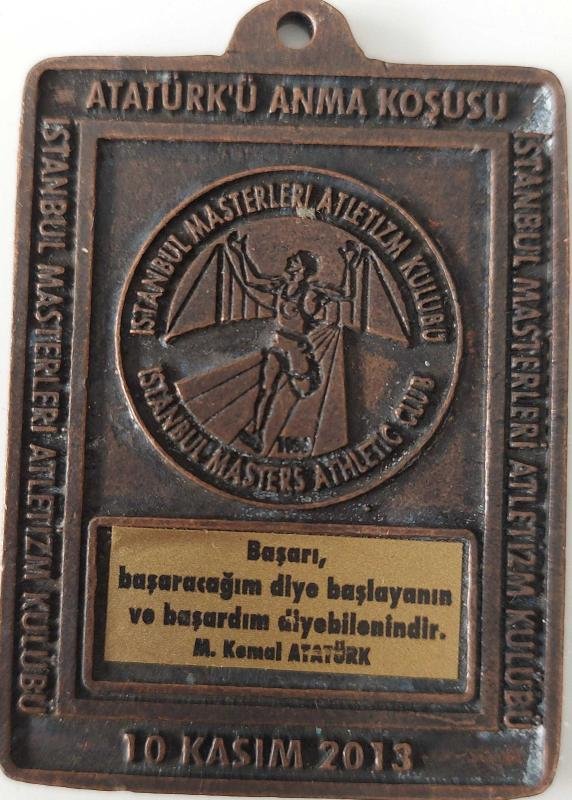 ATATÜRK'Ü ANMA KOŞUSU
İSTANBUL MASTERLERİ ATLETİZM KULÜBÜ
İSTANBUL MASTERLERİ ATLETİZM KULÜBÜ
İSTANBUL MASTERS ATHLETIC CLUB
İSTANBUL MASTERLERİ ATLETİZM KULÜBÜ
Başarı,
başaracağım diye başlayanın
ve başardım diyebilenindir.
M. Kemal ATATÜRK
10 KASIM 2013